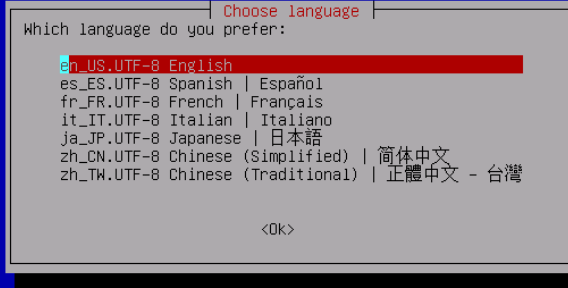 Choose language
Which language do you prefer:
en_US.UTF-8 English
es_ES.UTF-8 Spanish | Español
fr_FR.UTF-8 French | Français
it_IT.UTF-8 Italian | Italiano
ja_JP.UTF-8 Japanese | 日本語
zh_CN.UTF-8 Chinese (Simplified) | 简体中文
zh_TW.UTF-8 Chinese (Traditional) | 正體中文 - 台灣
<Ok>